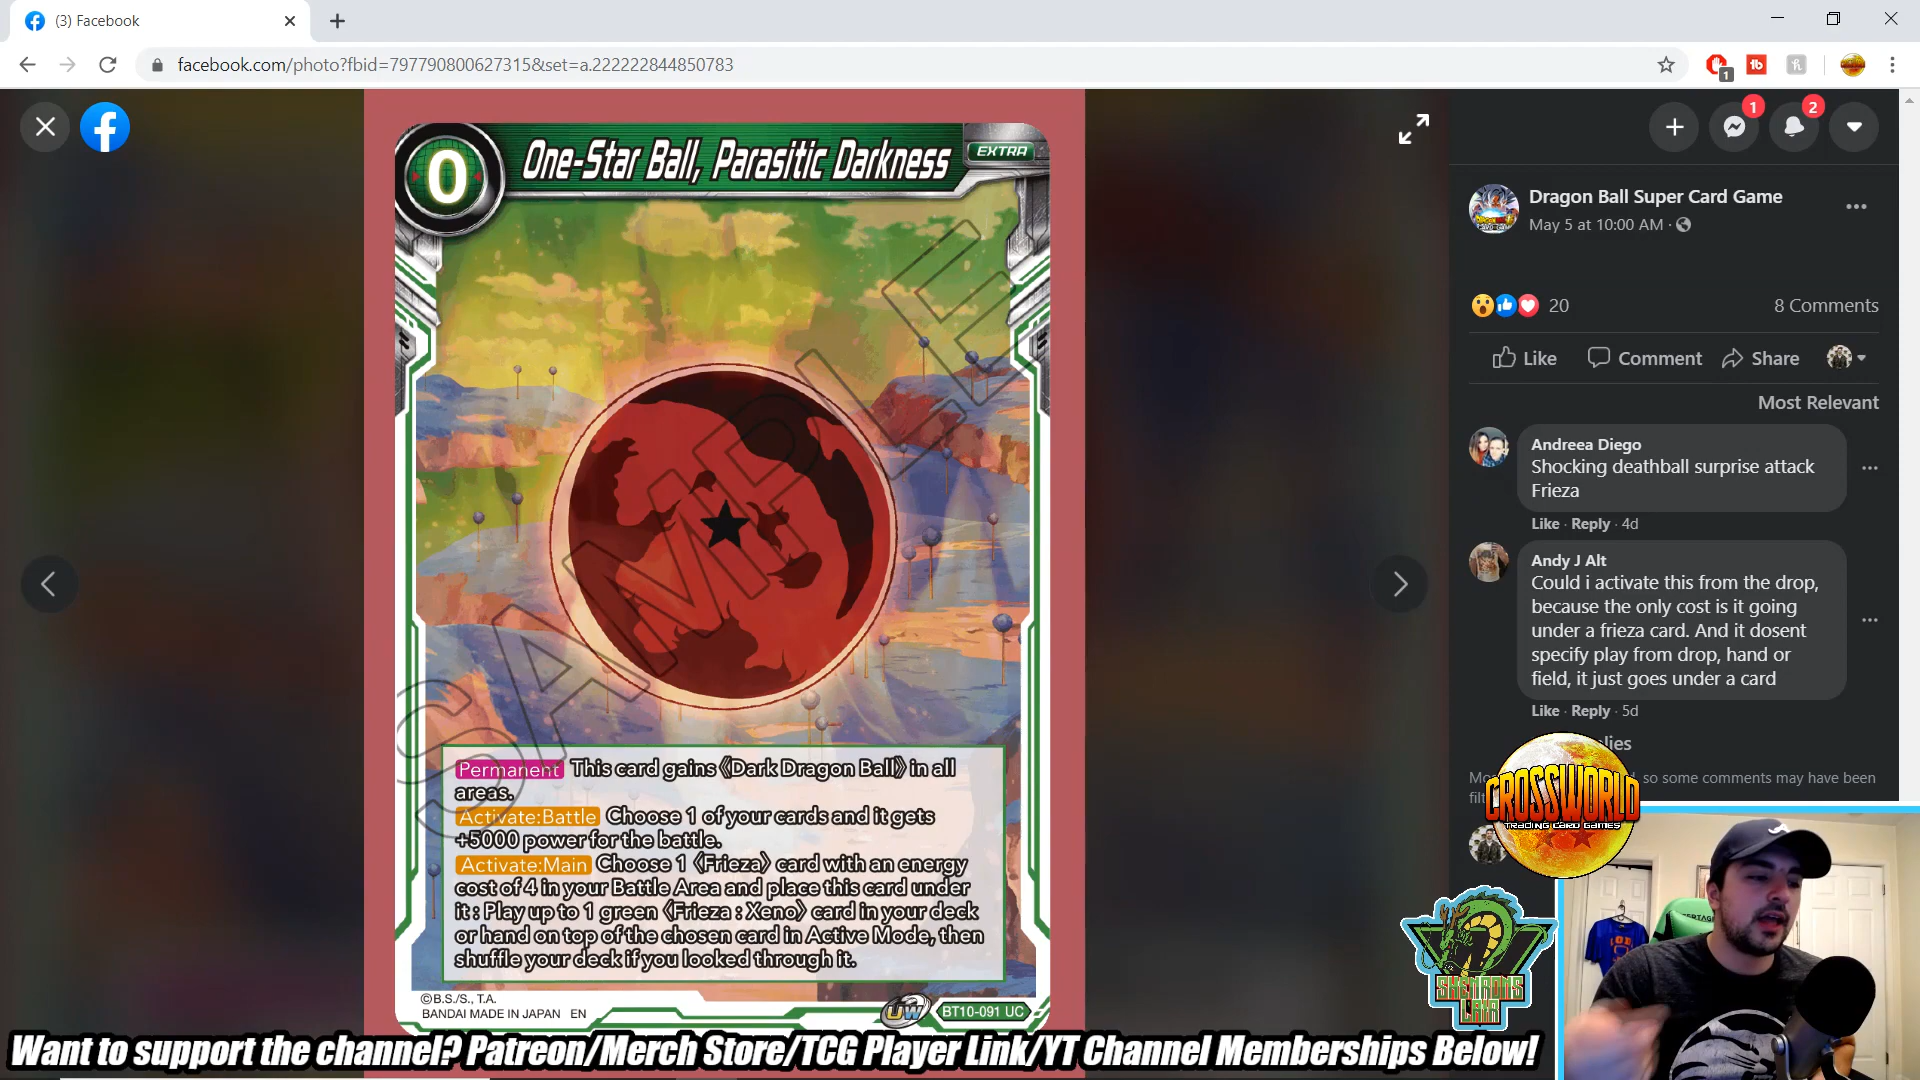 (3) Facebook
facebook.com/photo?fbid=797790800627315&set=a.222222844850783
1
0
One-Star Ball, Parasitic Darkness
EXTRA
SAMPLE
Permanent This card gains《Dark Dragon Ball》in all
areas.
Activate:Battle Choose 1 of your cards and it gets
+5000 power for the battle.
Activate:Main Choose 1《Frieza》card with an energy
cost of 4 in your Battle Area and place this card under
it : Play up to 1 green《Frieza : Xeno》card in your deck
or hand on top of the chosen card in Active Mode, then
shuffle your deck if you looked through it.
©B.S./S., T.A.
BANDAI MADE IN JAPAN EN
UW
BT10-091 UC
1
2
Dragon Ball Super Card Game
May 5 at 10:00 AM ·
20
8 Comments
Like
Comment
Share
Most Relevant
Andreea Diego
Shocking deathball surprise attack
Frieza
Like · Reply · 4d
Andy J Alt
Could i activate this from the drop,
because the only cost is it going
under a frieza card. And it dosent
specify play from drop, hand or
field, it just goes under a card
Like · Reply · 5d
so some comments may have been
CROSSWORLD
TRADING CARD GAMES
SHENRONS
LAIR
Want to support the channel? Patreon/Merch Store/TCG Player Link/YT Channel Memberships Below!